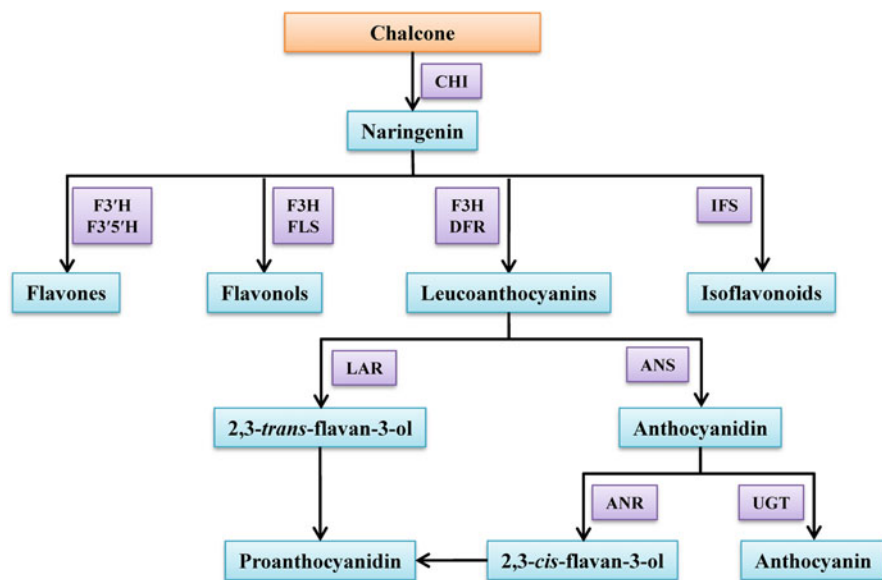 Chalcone
CHI
Naringenin
F3′H
F3′5′H
F3H
FLS
F3H
DFR
IFS
Flavones
Flavonols
Leucoanthocyanins
Isoflavonoids
LAR
ANS
2,3-trans-flavan-3-ol
Anthocyanidin
ANR
UGT
Proanthocyanidin
2,3-cis-flavan-3-ol
Anthocyanin